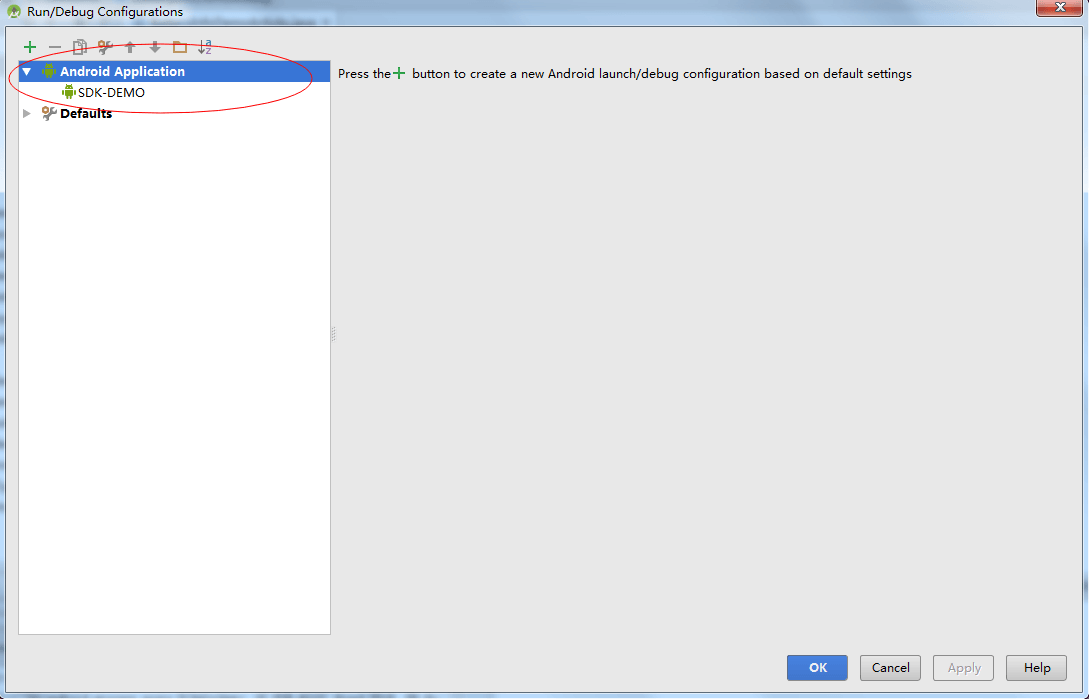 Run/Debug Configurations
Android Application
SDK-DEMO
Defaults
Press the + button to create a new Android launch/debug configuration based on default settings
OK
Cancel
Apply
Help